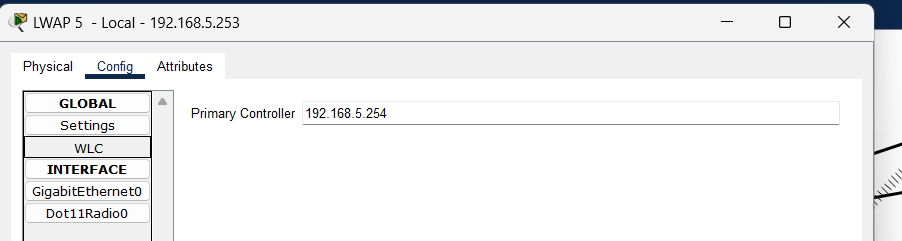 LWAP 5 - Local - 192.168.5.253
Physical Config Attributes
GLOBAL
Settings
WLC
INTERFACE
GigabitEthernet0
Dot11Radio0
Primary Controller 192.168.5.254